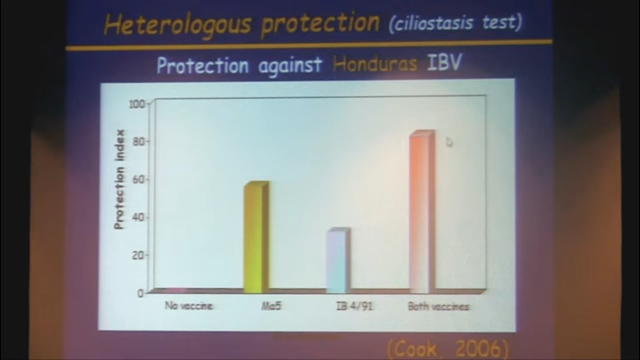 Heterologous protection (ciliostasis test)
Protection against Honduras IBV
Protection index
100
80
60
40
20
0
No vaccine
Ma5
IB 4/91
Both vaccines
(Cook, 2006)